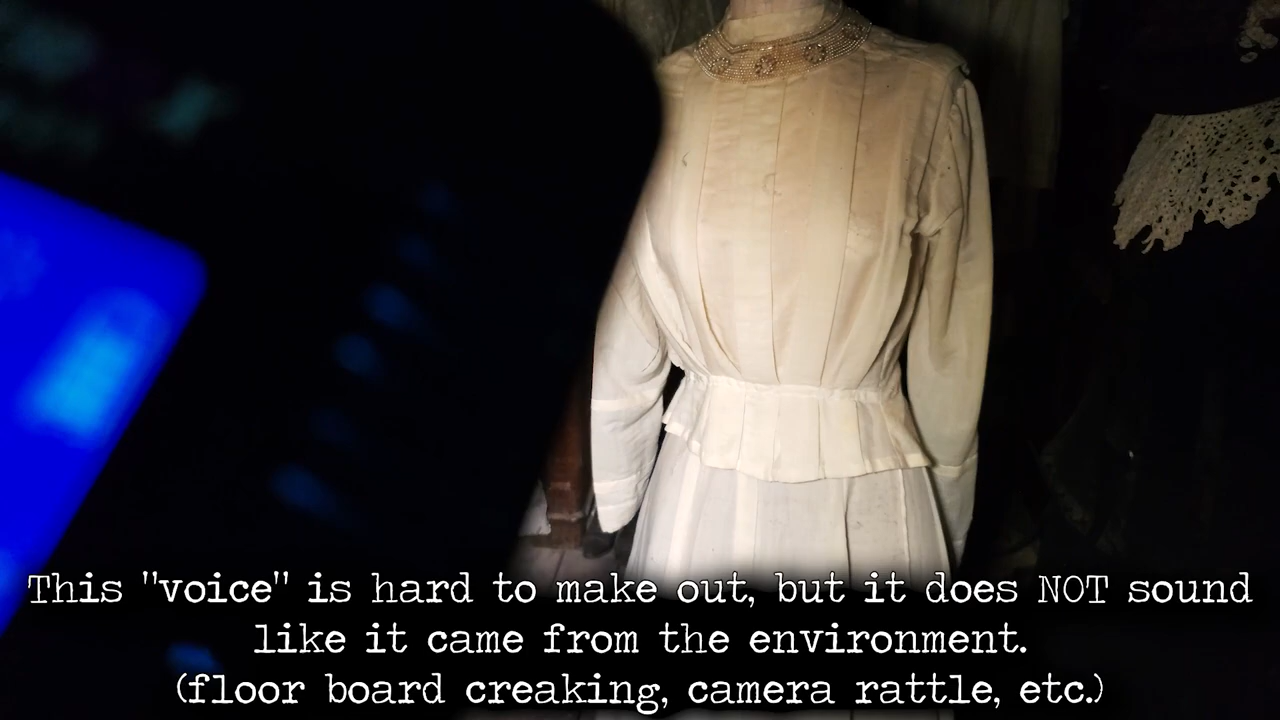 This "voice" is hard to make out, but it does NOT sound
like it came from the environment.
(floor board creaking, camera rattle, etc.)